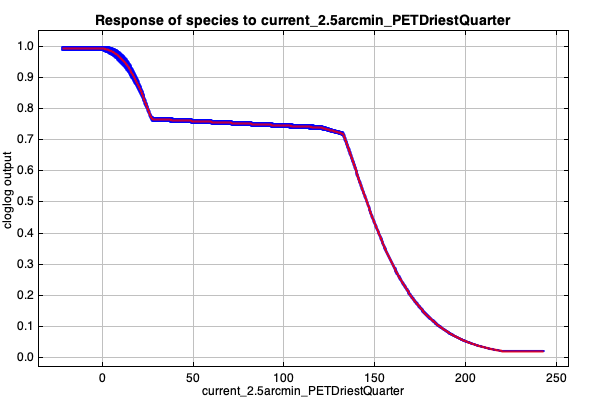 Response of species to current_2.5arcmin_PETDriestQuarter
1.0
0.9
0.8
0.7
0.6
0.5
0.4
0.3
0.2
0.1
0.0
cloglog output
0 50 100 150 200 250
current_2.5arcmin_PETDriestQuarter